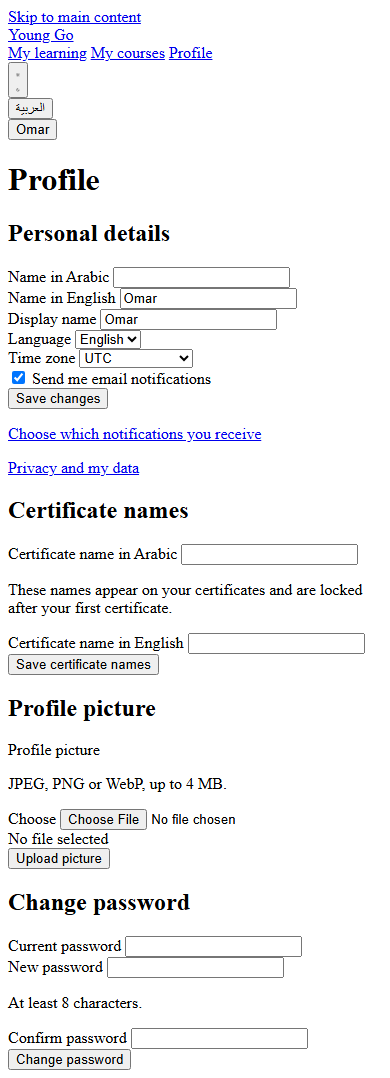 Skip to main content
Young Go
My learning My courses Profile
العربية
Omar
Profile
Personal details
Name in Arabic
Name in English Omar
Display name Omar
Language English
Time zone UTC
Send me email notifications
Save changes
Choose which notifications you receive
Privacy and my data
Certificate names
Certificate name in Arabic
These names appear on your certificates and are locked
after your first certificate.
Certificate name in English
Save certificate names
Profile picture
Profile picture
JPEG, PNG or WebP, up to 4 MB.
Choose Choose File No file chosen
No file selected
Upload picture
Change password
Current password
New password
At least 8 characters.
Confirm password
Change password